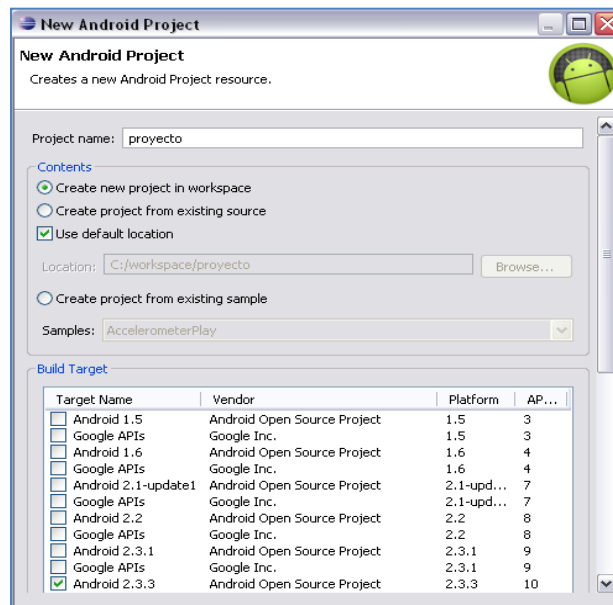 New Android Project
New Android Project
Creates a new Android Project resource.
Project name: proyecto
Contents
Create new project in workspace
Create project from existing source
Use default location
Location: C:/workspace/proyecto Browse...
Create project from existing sample
Samples: AccelerometerPlay
Build Target
Target Name Vendor Platform AP...
Android 1.5 Android Open Source Project 1.5 3
Google APIs Google Inc. 1.5 3
Android 1.6 Android Open Source Project 1.6 4
Google APIs Google Inc. 1.6 4
Android 2.1-update1 Android Open Source Project 2.1-upd... 7
Google APIs Google Inc. 2.1-upd... 7
Android 2.2 Android Open Source Project 2.2 8
Google APIs Google Inc. 2.2 8
Android 2.3.1 Android Open Source Project 2.3.1 9
Google APIs Google Inc. 2.3.1 9
Android 2.3.3 Android Open Source Project 2.3.3 10